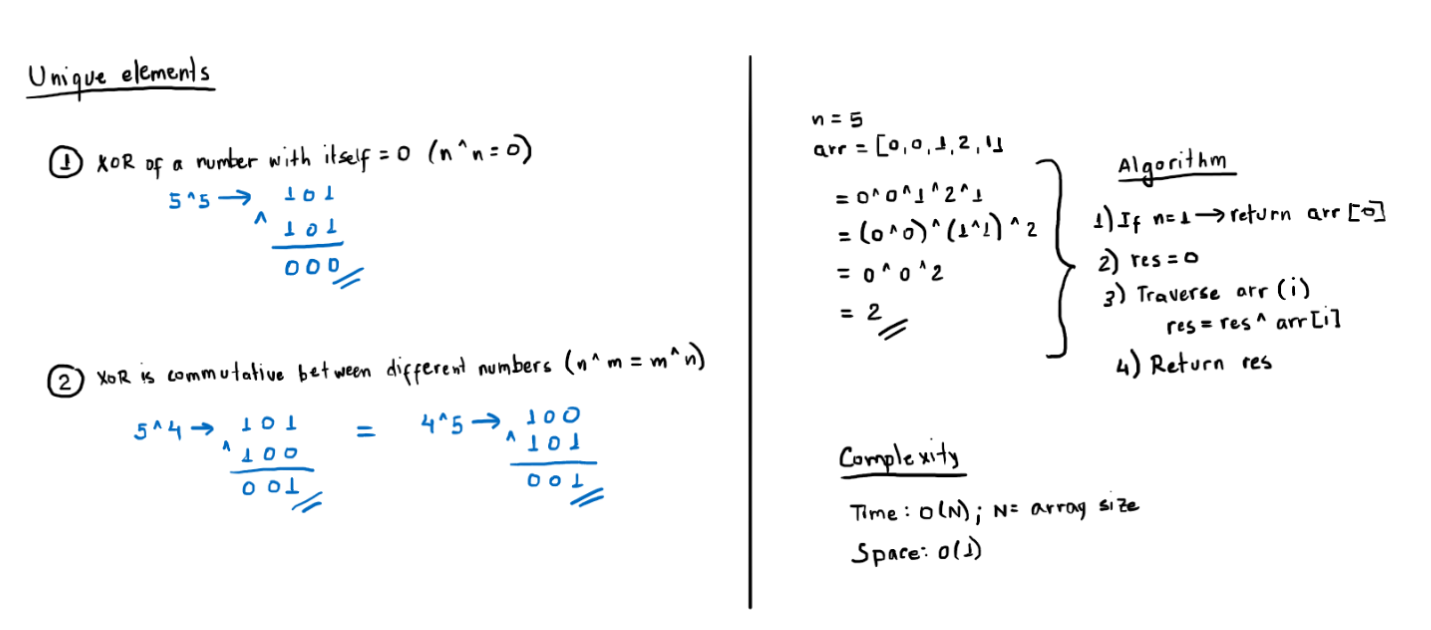 Unique elements
① XOR of a number with itself = 0 (n^n=0)
5^5 → 101
^ 101
000
② XOR is commutative between different numbers (n^m = m^n)
5^4 → 101 = 4^5 → 100
^ 100 ^ 101
001 001
n = 5
arr = [0,0,1,2,1]
= 0^0^1^2^1
= (0^0)^(1^1)^2
= 0^0^2
= 2
Algorithm
1) If n=1 → return arr[0]
2) res = 0
3) Traverse arr (i)
res = res ^ arr[i]
4) Return res
Complexity
Time: O(N); N= array size
Space: O(1)